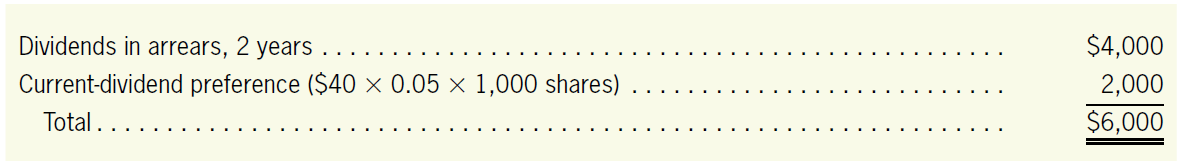 Dividends in arrears, 2 years . . . . . . . . . . . . . . . . . . . . . . . . . . . . . . . . . . . . . . . . . . . . . . . . . . . $4,000
Current-dividend preference ($40 × 0.05 × 1,000 shares) . . . . . . . . . . . . . . . . . . . . . . . . . . . 2,000
Total . . . . . . . . . . . . . . . . . . . . . . . . . . . . . . . . . . . . . . . . . . . . . . . . . . . . . . . . . . . . . . . . . . $6,000